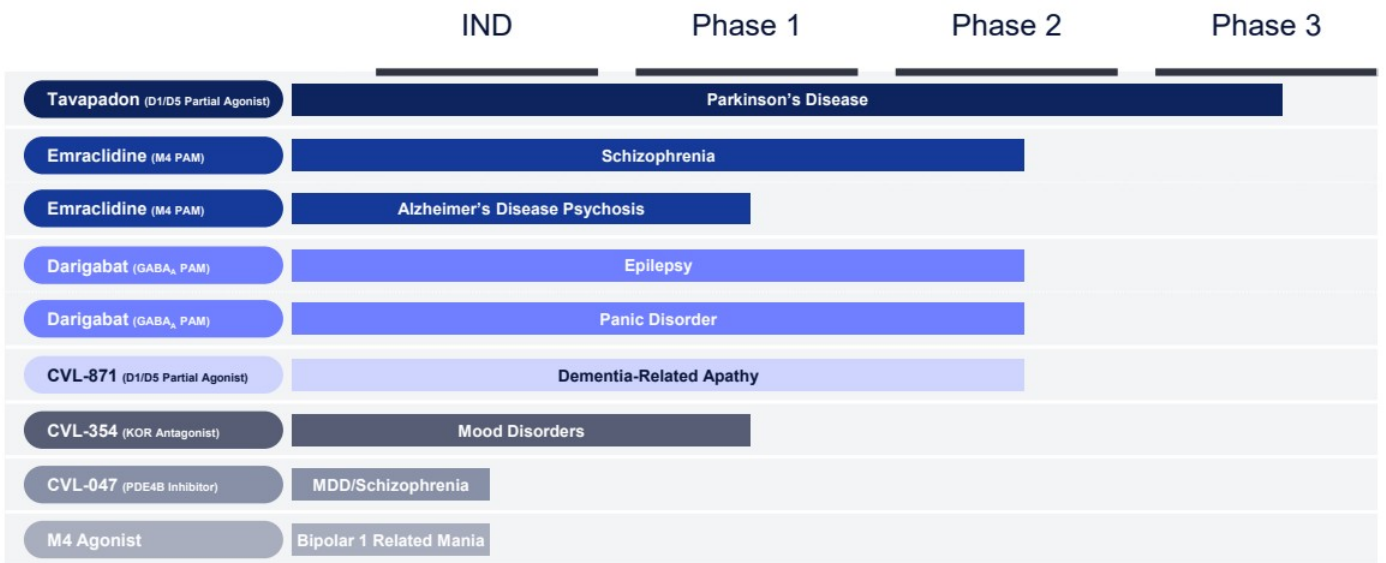 IND Phase 1 Phase 2 Phase 3
Tavapadon (D1/D5 Partial Agonist) Parkinson's Disease
Emraclidine (M4 PAM) Schizophrenia
Emraclidine (M4 PAM) Alzheimer's Disease Psychosis
Darigabat (GABA_A PAM) Epilepsy
Darigabat (GABA_A PAM) Panic Disorder
CVL-871 (D1/D5 Partial Agonist) Dementia-Related Apathy
CVL-354 (KOR Antagonist) Mood Disorders
CVL-047 (PDE4B Inhibitor) MDD/Schizophrenia
M4 Agonist Bipolar 1 Related Mania